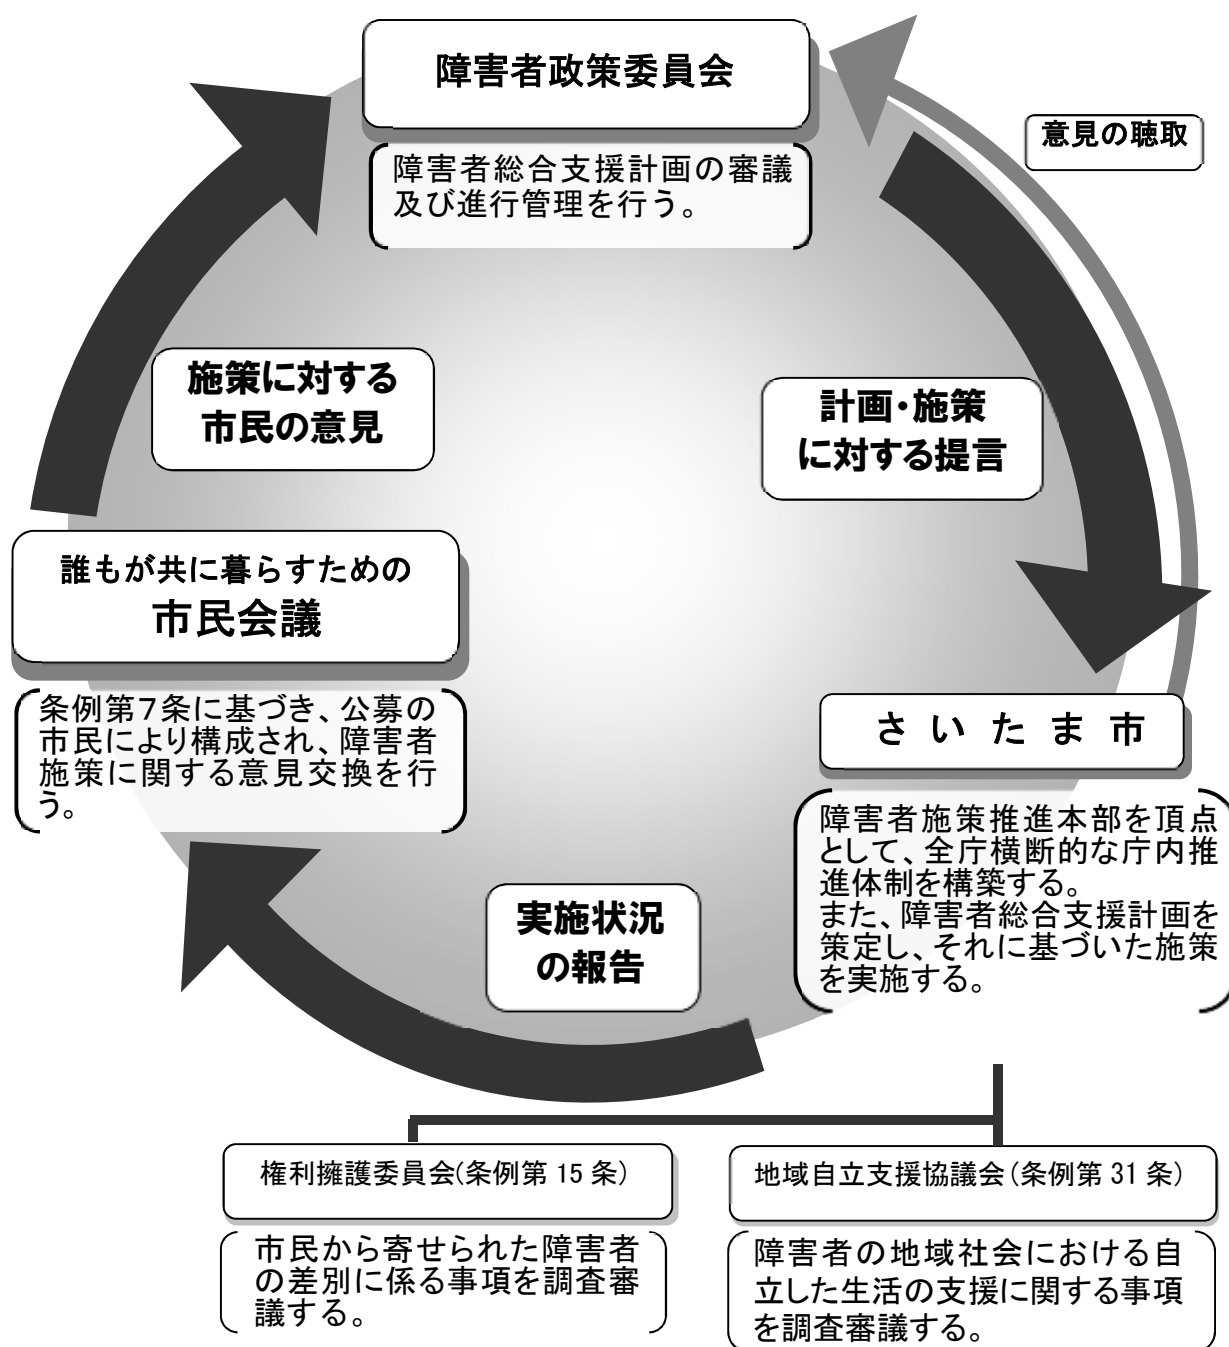 障害者政策委員会
障害者総合支援計画の審議
及び進行管理を行う。
意見の聴取
施策に対する
市民の意見
計画・施策
に対する提言
誰もが共に暮らすための
市民会議
条例第7条に基づき、公募の
市民により構成され、障害者
施策に関する意見交換を行
う。
さいたま市
障害者施策推進本部を頂点
として、全庁横断的な庁内推
進体制を構築する。
また、障害者総合支援計画を
策定し、それに基づいた施策
を実施する。
実施状況
の報告
権利擁護委員会(条例第 15 条)
市民から寄せられた障害者
の差別に係る事項を調査審
議する。
地域自立支援協議会(条例第 31 条)
障害者の地域社会における自
立した生活の支援に関する事項
を調査審議する。